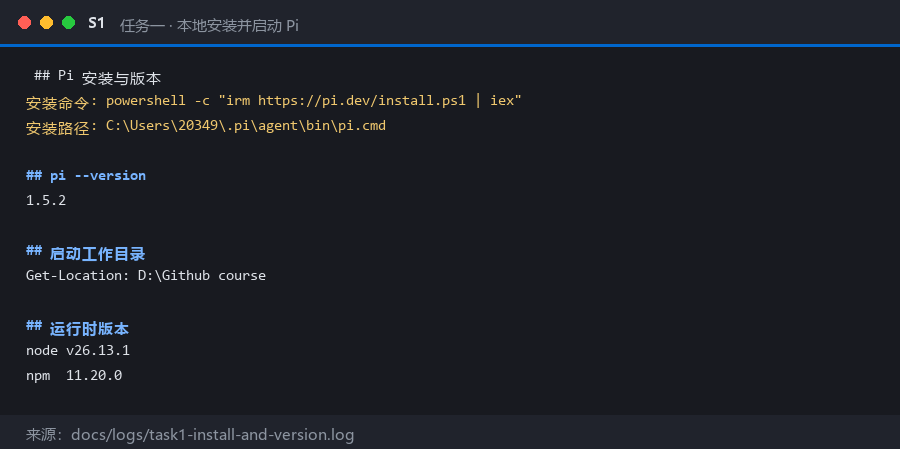 S1 任务一 · 本地安装并启动 Pi
## Pi 安装与版本
安装命令: powershell -c "irm https://pi.dev/install.ps1 | iex"
安装路径: C:\Users\20349\.pi\agent\bin\pi.cmd
## pi --version
1.5.2
## 启动工作目录
Get-Location: D:\Github course
## 运行时版本
node v26.13.1
npm  11.20.0
来源: docs/logs/task1-install-and-version.log